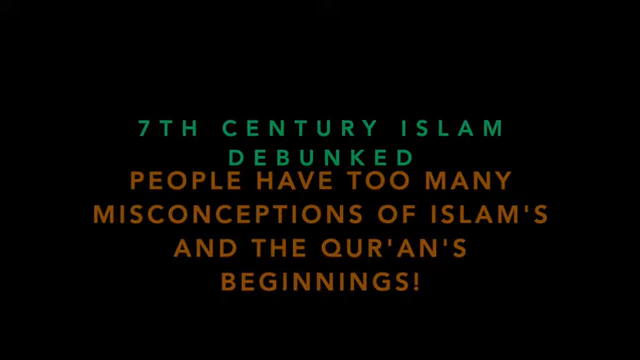 7TH CENTURY ISLAM
DEBUNKED
PEOPLE HAVE TOO MANY
MISCONCEPTIONS OF ISLAM'S
AND THE QUR'AN'S
BEGINNINGS!